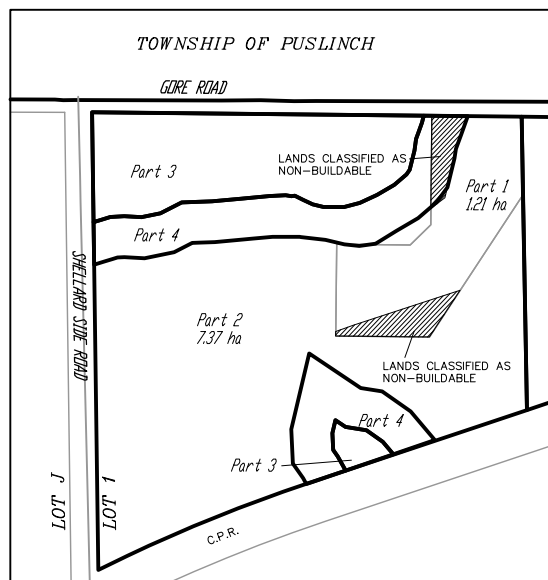 TOWNSHIP OF PUSLINCH
GORE ROAD
LANDS CLASSIFIED AS
NON-BUILDABLE
Part 3
Part 1
1.21 ha
Part 4
SHELLARD SIDE ROAD
Part 2
7.37 ha
LANDS CLASSIFIED AS
NON-BUILDABLE
Part 4
Part 3
LOT J
LOT 1
C.P.R.